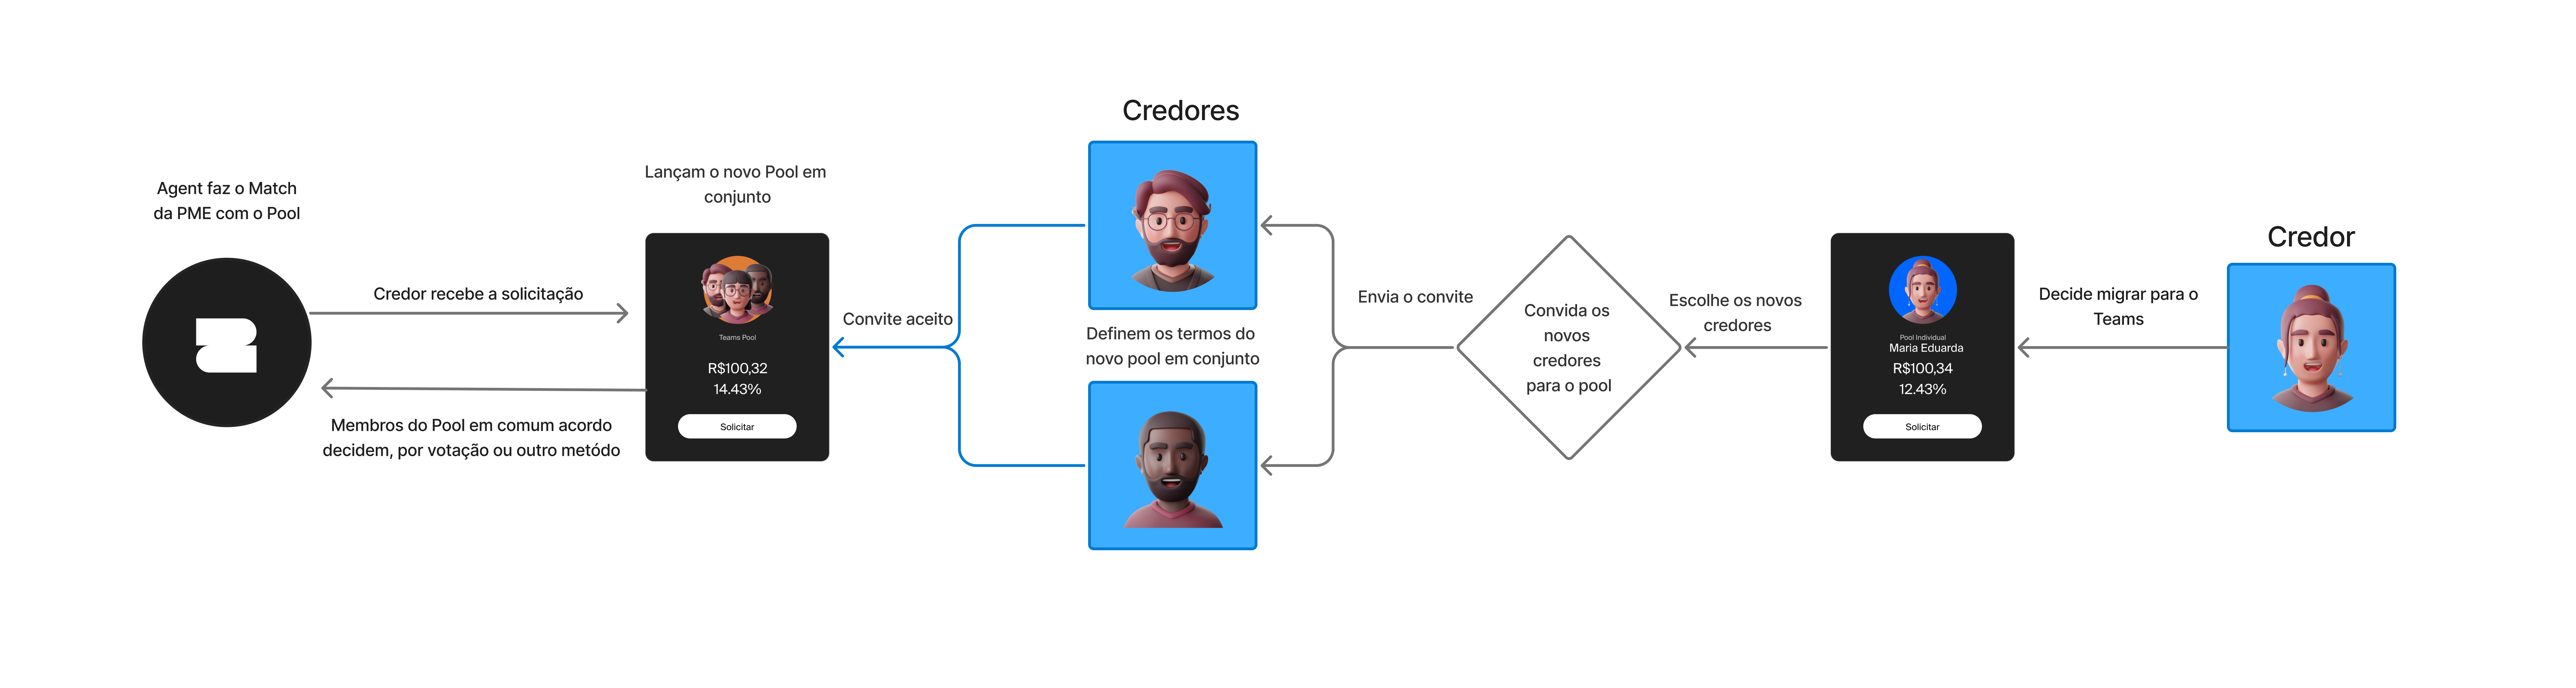 Agent faz o Match
da PME com o Pool
Credor recebe a solicitação
Membros do Pool em comum acordo
decidem, por votação ou outro metódo
Lançam o novo Pool em
conjunto
Teams Pool
R$100,32
14.43%
Solicitar
Convite aceito
Credores
Definem os termos do
novo pool em conjunto
Envia o convite
Convida os
novos
credores
para o pool
Escolhe os novos
credores
Pool Individual
Maria Eduarda
R$100,34
12.43%
Solicitar
Decide migrar para o
Teams
Credor